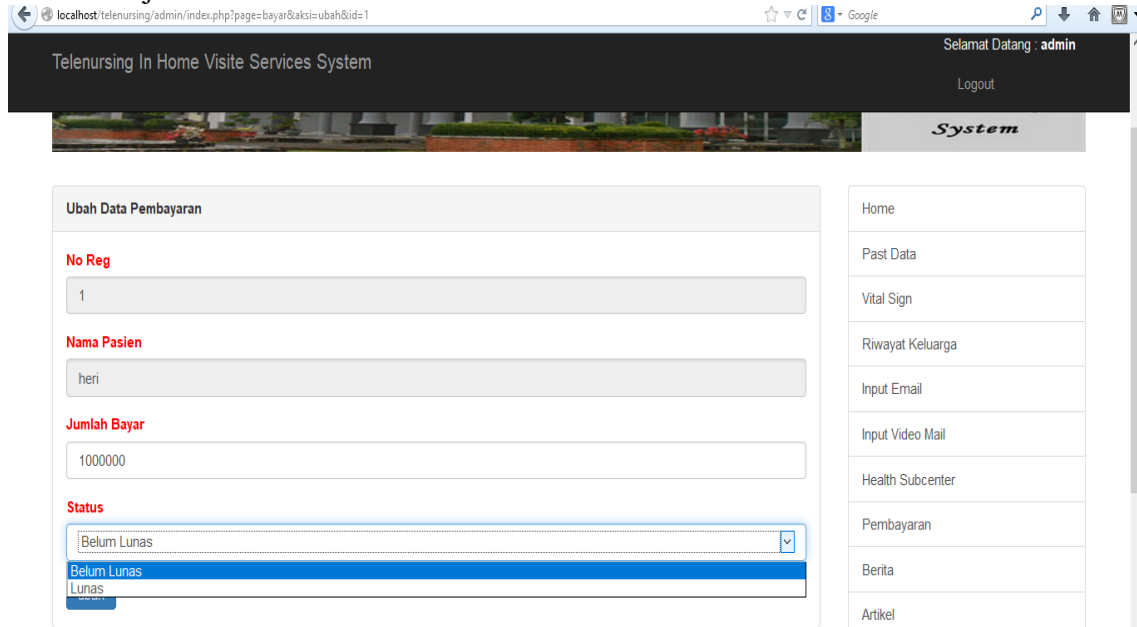 localhost/telenursing/admin/index.php?page=bayar&aksi=ubah&id=1
Google
Telenursing In Home Visite Services System
Selamat Datang : admin
Logout
System
Ubah Data Pembayaran
No Reg
1
Nama Pasien
heri
Jumlah Bayar
1000000
Status
Belum Lunas
Belum Lunas
Lunas
Home
Past Data
Vital Sign
Riwayat Keluarga
Input Email
Input Video Mail
Health Subcenter
Pembayaran
Berita
Artikel